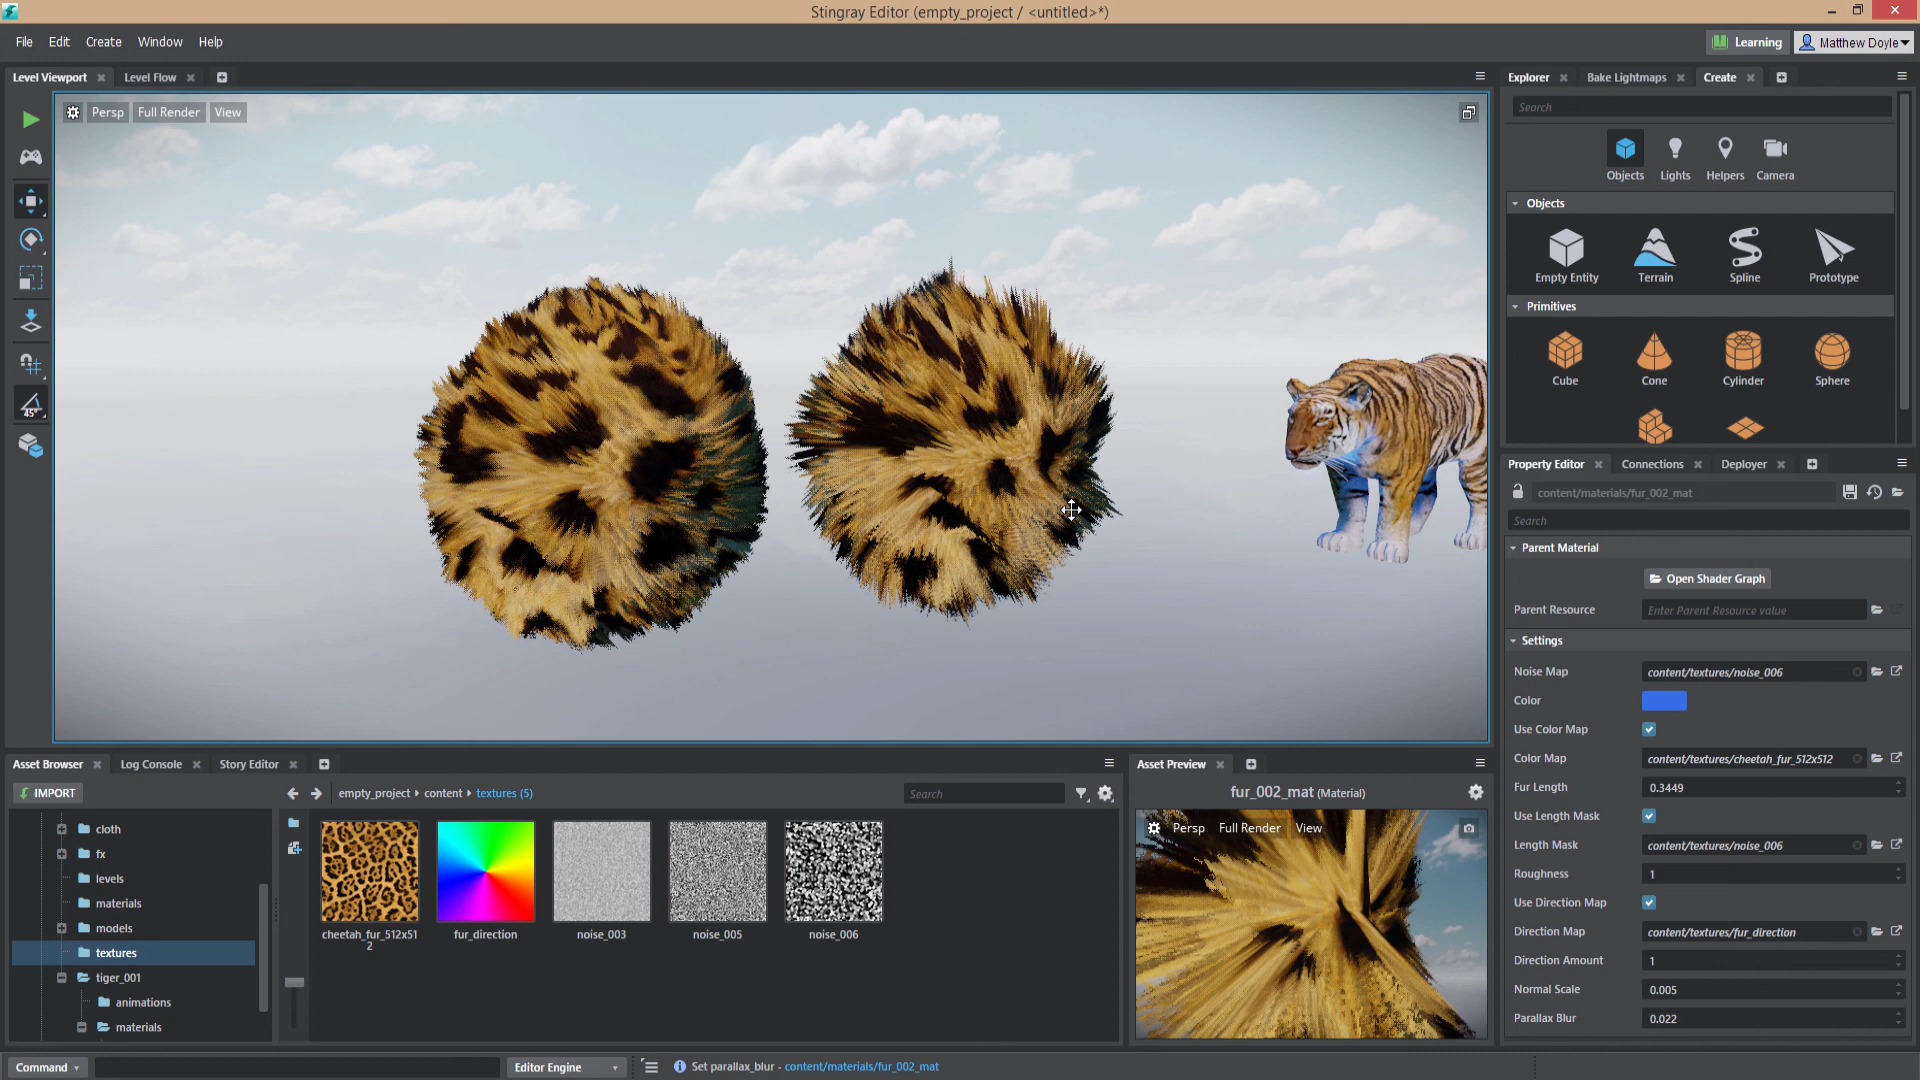 Stingray Editor (empty_project / <untitled>*)
File Edit Create Window Help
Learning Matthew Doyle
Level Viewport Level Flow
Persp Full Render View
45°
Explorer Bake Lightmaps Create
Search
Objects Lights Helpers Camera
Objects
Empty Entity Terrain Spline Prototype
Primitives
Cube Cone Cylinder Sphere
Property Editor Connections Deployer
content/materials/fur_002_mat
Search
Parent Material
Open Shader Graph
Parent Resource Enter Parent Resource value
Settings
Noise Map content/textures/noise_006
Color
Use Color Map
Color Map content/textures/cheetah_fur_512x512
Fur Length 0.3449
Use Length Mask
Length Mask content/textures/noise_006
Roughness 1
Use Direction Map
Direction Map content/textures/fur_direction
Direction Amount 1
Normal Scale 0.005
Parallax Blur 0.022
Asset Browser Log Console Story Editor
IMPORT
empty_project content textures (5)
Search
cloth
fx
levels
materials
models
textures
tiger_001
animations
materials
cheetah_fur_512x51
2
fur_direction
noise_003
noise_005
noise_006
Asset Preview
fur_002_mat (Material)
Persp Full Render View
Command
Editor Engine
Set parallax_blur - content/materials/fur_002_mat